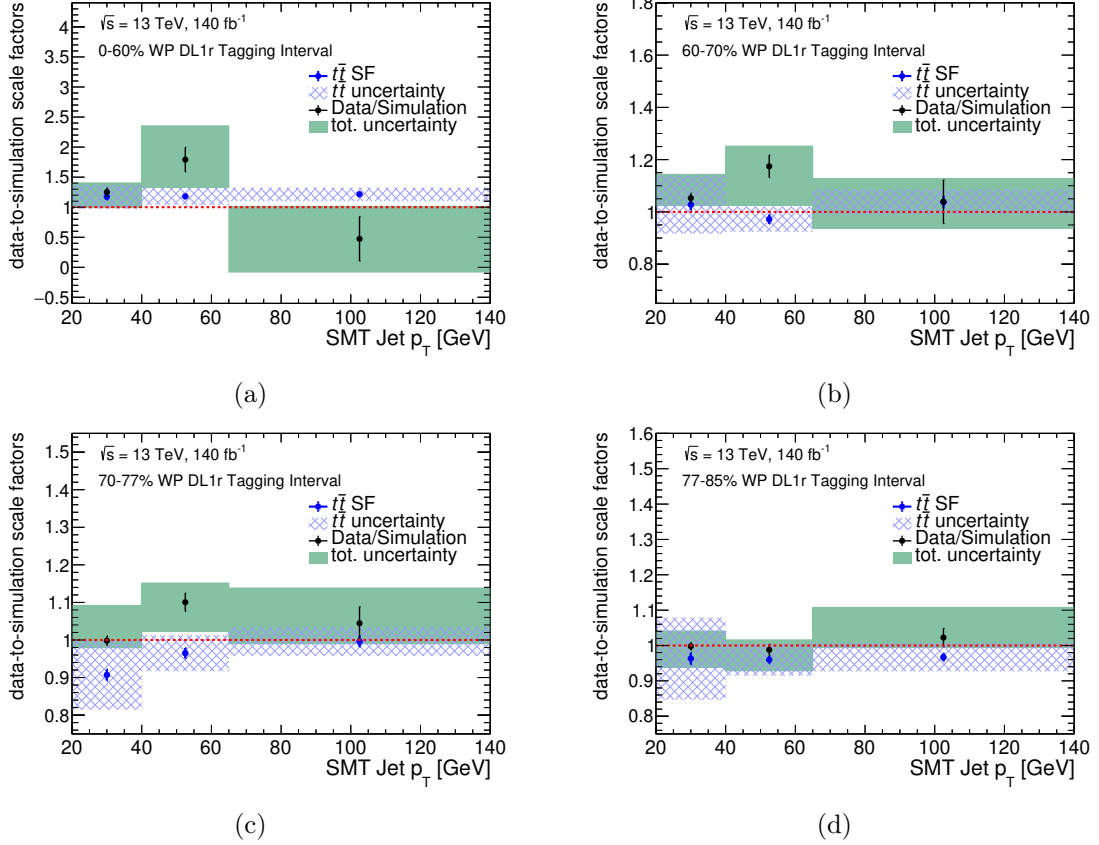 data-to-simulation scale factors
√s = 13 TeV, 140 fb⁻¹
0-60% WP DL1r Tagging Interval
tt̄ SF
tt̄ uncertainty
Data/Simulation
tot. uncertainty
4
3.5
3
2.5
2
1.5
1
0.5
0
−0.5
20 40 60 80 100 120 140
SMT Jet p_T [GeV]
(a)
data-to-simulation scale factors
√s = 13 TeV, 140 fb⁻¹
60-70% WP DL1r Tagging Interval
tt̄ SF
tt̄ uncertainty
Data/Simulation
tot. uncertainty
1.8
1.6
1.4
1.2
1
0.8
20 40 60 80 100 120 140
SMT Jet p_T [GeV]
(b)
data-to-simulation scale factors
√s = 13 TeV, 140 fb⁻¹
70-77% WP DL1r Tagging Interval
tt̄ SF
tt̄ uncertainty
Data/Simulation
tot. uncertainty
1.5
1.4
1.3
1.2
1.1
1
0.9
0.8
20 40 60 80 100 120 140
SMT Jet p_T [GeV]
(c)
data-to-simulation scale factors
√s = 13 TeV, 140 fb⁻¹
77-85% WP DL1r Tagging Interval
tt̄ SF
tt̄ uncertainty
Data/Simulation
tot. uncertainty
1.6
1.5
1.4
1.3
1.2
1.1
1
0.9
0.8
20 40 60 80 100 120 140
SMT Jet p_T [GeV]
(d)